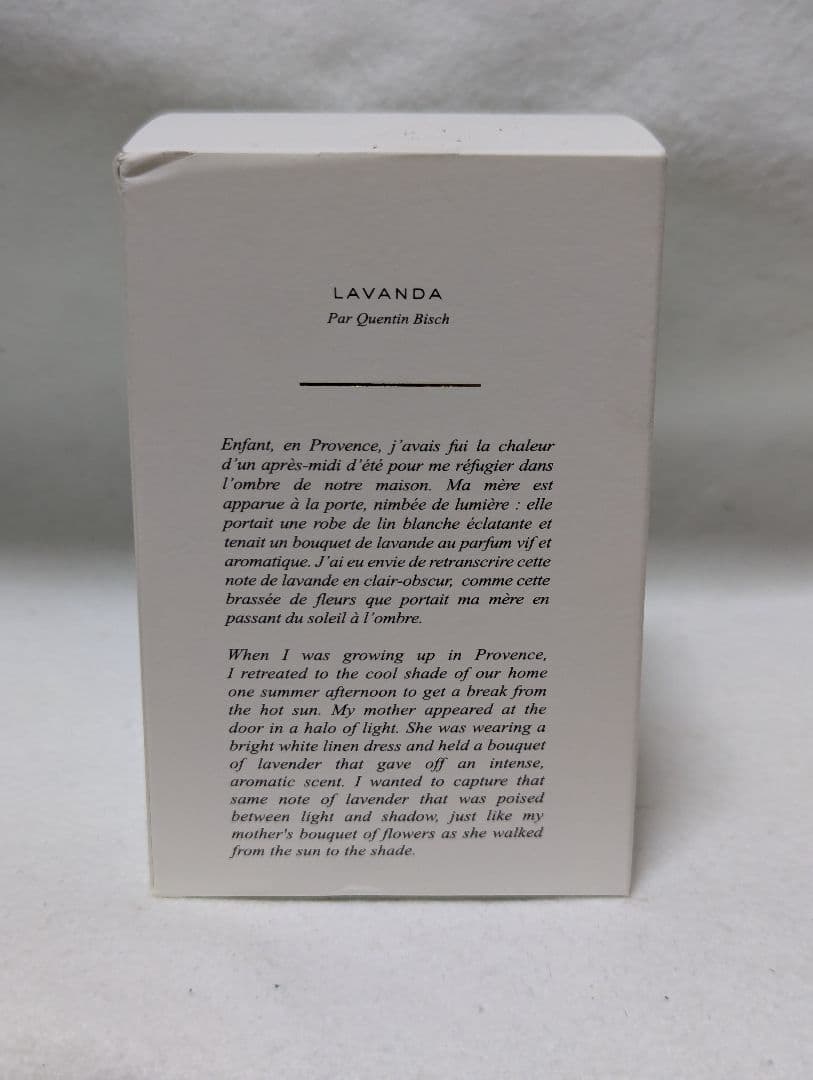 LAVANDA
Par Quentin Bisch
Enfant, en Provence, j'avais fui la chaleur
d'un après-midi d'été pour me réfugier dans
l'ombre de notre maison. Ma mère est
apparue à la porte, nimbée de lumière : elle
portait une robe de lin blanche éclatante et
tenait un bouquet de lavande au parfum vif et
aromatique. J'ai eu envie de retranscrire cette
note de lavande en clair-obscur, comme cette
brassée de fleurs que portait ma mère en
passant du soleil à l'ombre.
When I was growing up in Provence,
I retreated to the cool shade of our home
one summer afternoon to get a break from
the hot sun. My mother appeared at the
door in a halo of light. She was wearing a
bright white linen dress and held a bouquet
of lavender that gave off an intense,
aromatic scent. I wanted to capture that
same note of lavender that was poised
between light and shadow, just like my
mother's bouquet of flowers as she walked
from the sun to the shade.